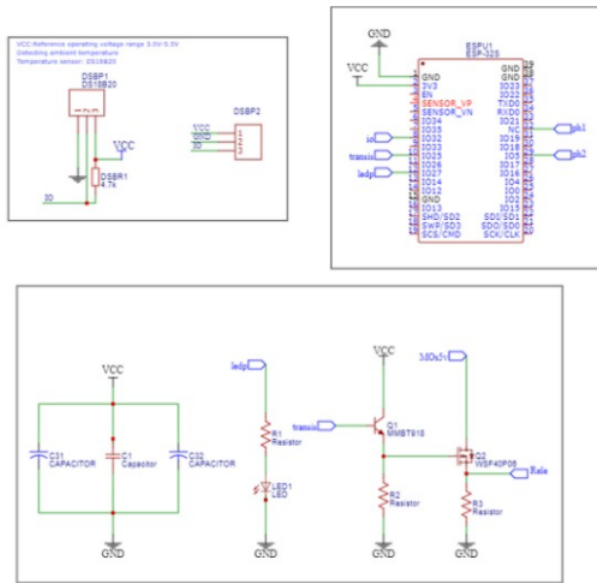 VCC:Reference operating voltage range 3.0V-5.5V
Detecting ambient temperature
Temperature sensor: DS18B20
DSBP1
DS18B20
1 2 3
VCC
DSBR1
4.7k
IO
DSBP2
VCC 1
GND 2
IO 3
GND
VCC
ESPU1
ESP-32S
GND
3V3
EN
SENSOR_VP
SENSOR_VN
IO34
IO35
IO32
IO33
IO25
IO26
IO27
IO14
IO12
GND
IO13
SHD/SD2
SWP/SD3
SCS/CMD
GND
GND
IO23
IO22
TXD0
RXD0
IO21
NC
IO19
IO18
IO5
IO17
IO16
IO4
IO0
IO2
IO15
SDI/SD1
SDO/SD0
SCK/CLK
io
transis
ledp
ph1
ph2
VCC
C31
CAPACITOR
C1
Capacitor
C32
CAPACITOR
GND
ledp
R1
Resistor
LED1
LED
GND
VCC
transis
Q1
MMBT918
R2
Resistor
GND
MOs5v
Q2
WSF40P06
Rele
R3
Resistor
GND